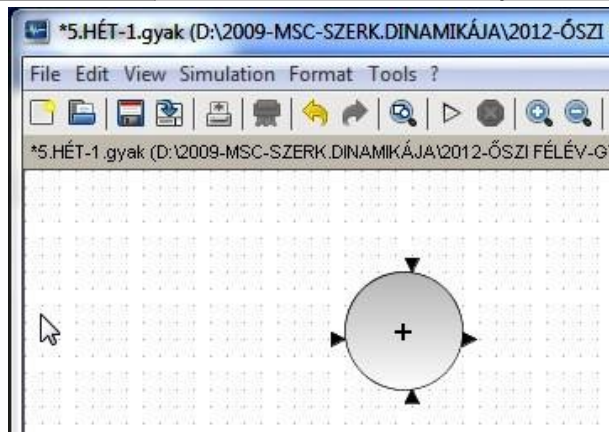 *5.HÉT-1.gyak (D:\2009-MSC-SZERK.DINAMIKÁJA\2012-ŐSZI
File Edit View Simulation Format Tools ?
*5.HÉT-1.gyak (D:\2009-MSC-SZERK.DINAMIKÁJA\2012-ŐSZI FÉLÉV-G
+